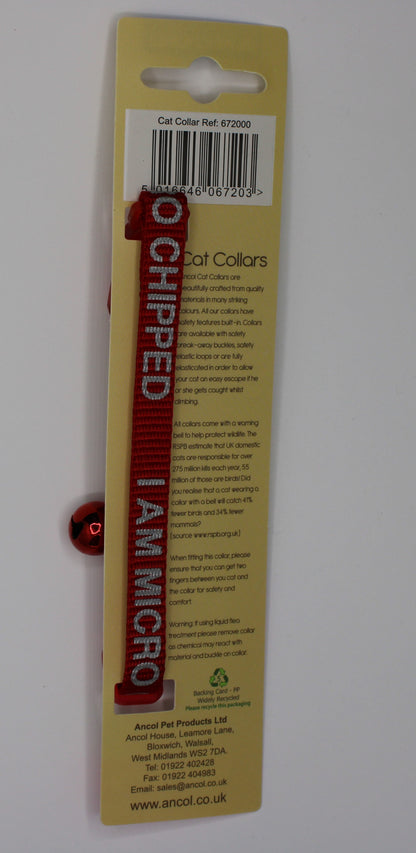 Cat Collar Ref: 672000
5 016646 067203 >
O CHIPPED I AM MICRO
Cat Collars
Ancol Cat Collars are
beautifully crafted from quality
materials in many striking
colours. All our collars have
safety features built-in. Collars
are available with safety
break-away buckles, safety
elastic loops or are fully
elasticated in order to allow
your cat an easy escape if he
or she gets caught whilst
climbing.
All collars come with a warning
bell to help protect wildlife. The
RSPB estimate that UK domestic
cats are responsible for over
275 million kills each year, 55
million of those are birds! Did
you realise that a cat wearing a
collar with a bell will catch 41%
fewer birds and 34% fewer
mammals?
(source www.rspb.org.uk)
When fitting this collar, please
ensure that you can get two
fingers between you cat and
the collar for safety and
comfort.
Warning: If using liquid flea
treatment please remove collar
as chemical may react with
material and buckle on collar.
Backing Card - PP
Widely Recycled
Please recycle this packaging
Ancol Pet Products Ltd
Ancol House, Leamore Lane,
Bloxwich, Walsall,
West Midlands WS2 7DA.
Tel: 01922 402428
Fax: 01922 404983
Email: sales@ancol.co.uk
www.ancol.co.uk